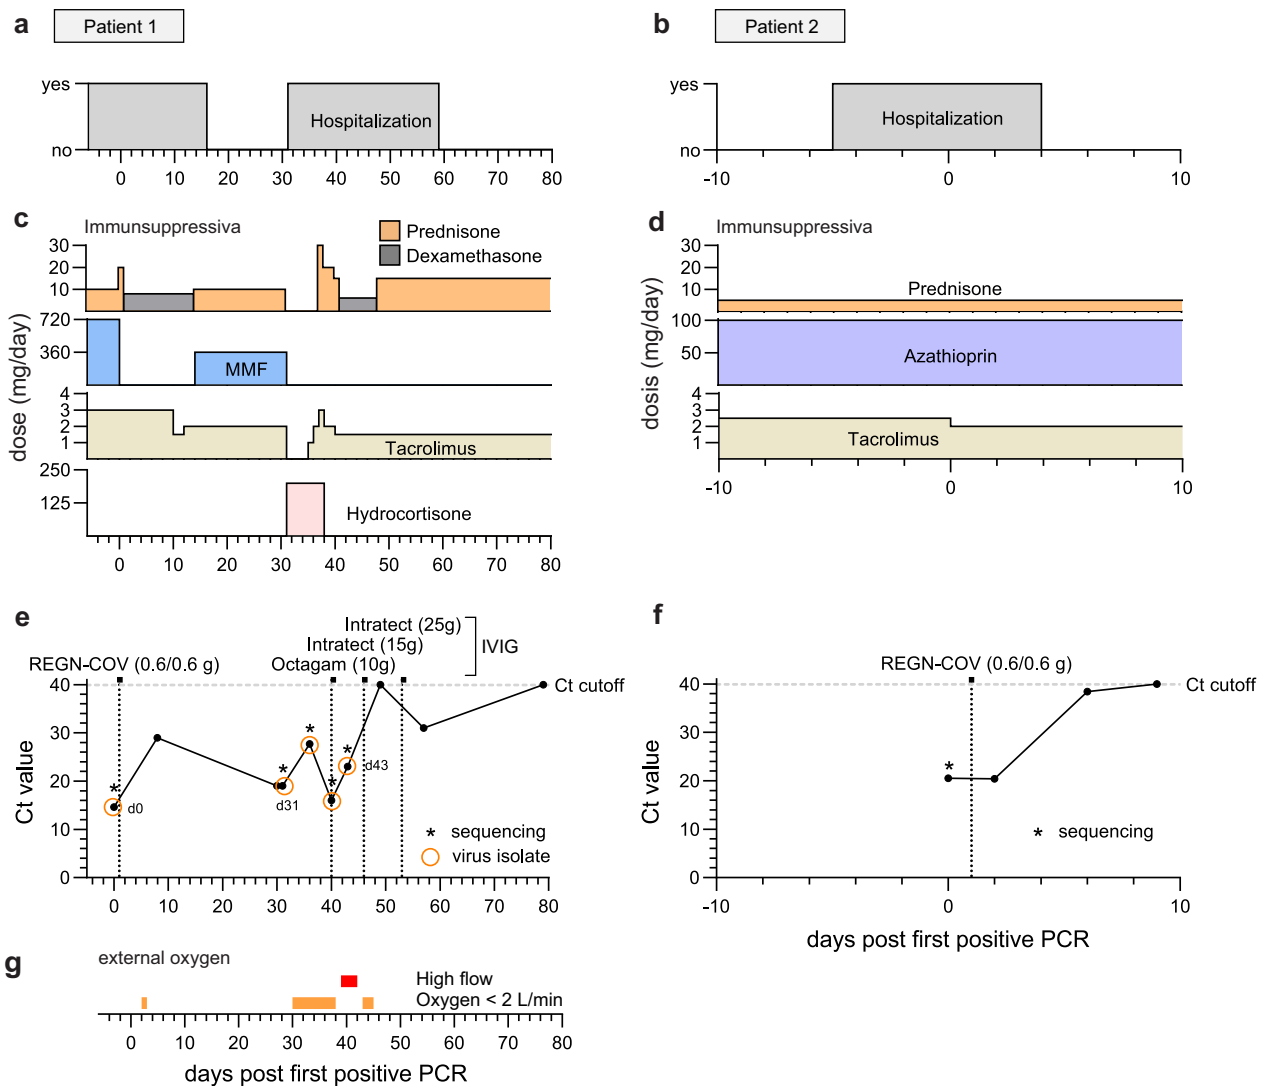 a
Patient 1
yes
no
Hospitalization
0 10 20 30 40 50 60 70 80
b
Patient 2
yes
no
Hospitalization
-10 0 10
c
Immunsuppressiva
Prednisone
Dexamethasone
30
20
10
720
360
MMF
4
3
2
1
Tacrolimus
250
125
Hydrocortisone
dose (mg/day)
0 10 20 30 40 50 60 70 80
d
Immunsuppressiva
30
20
10
Prednisone
100
50
Azathioprin
4
3
2
1
Tacrolimus
dosis (mg/day)
-10 0 10
e
Intratect (25g)
Intratect (15g)
IVIG
REGN-COV (0.6/0.6 g)
Octagam (10g)
40
30
20
10
0
Ct cutoff
Ct value
* * * * *
d0
d31
d43
* sequencing
virus isolate
0 10 20 30 40 50 60 70 80
f
REGN-COV (0.6/0.6 g)
40
30
20
10
0
Ct cutoff
Ct value
*
* sequencing
-10 0 10
days post first positive PCR
g
external oxygen
High flow
Oxygen < 2 L/min
0 10 20 30 40 50 60 70 80
days post first positive PCR